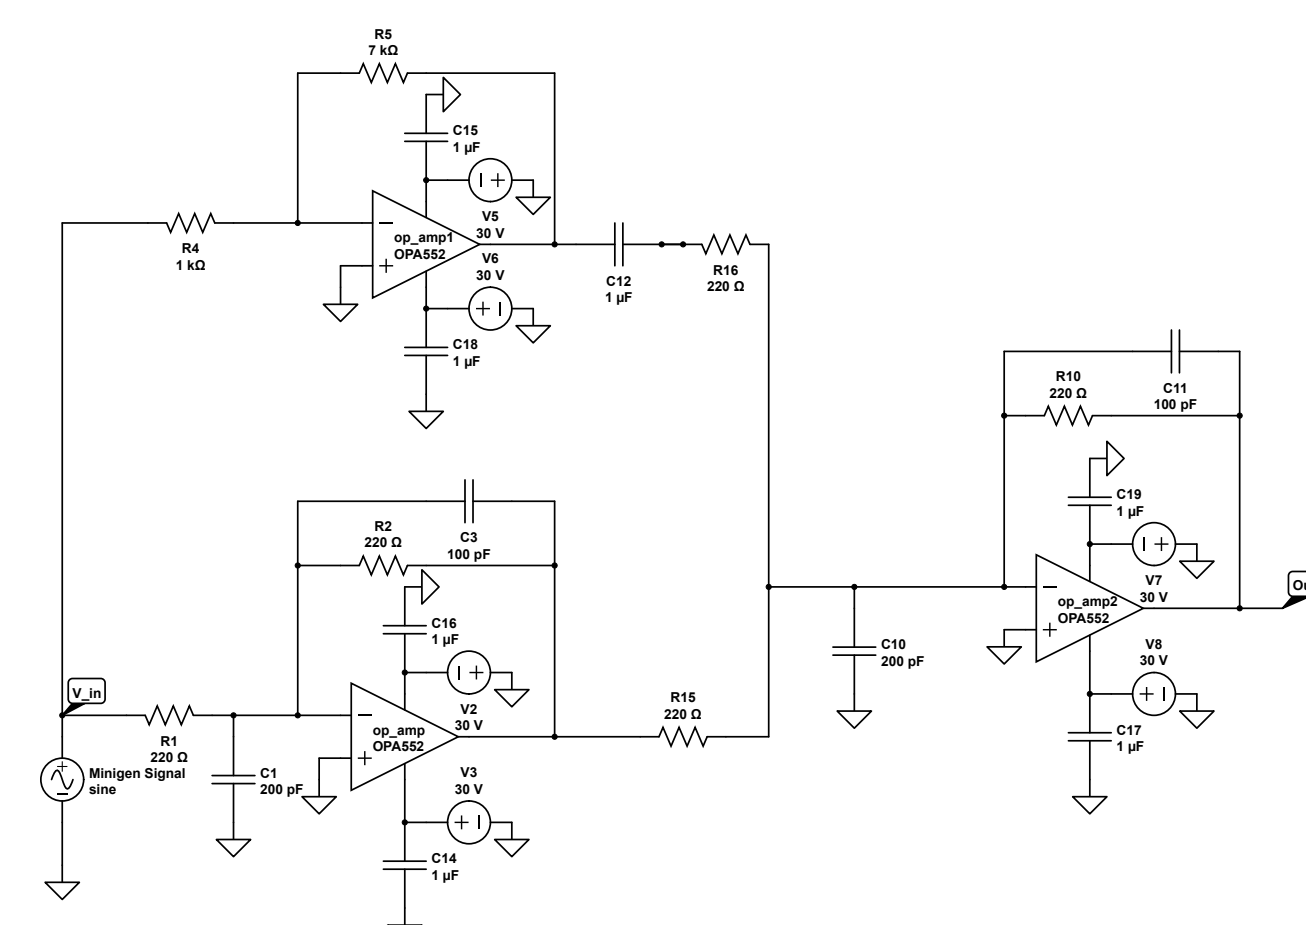 R5
7 kΩ
C15
1 µF
V5
30 V
op_amp1
OPA552
R4
1 kΩ
V6
30 V
C12
1 µF
R16
220 Ω
C18
1 µF
R10
220 Ω
C11
100 pF
C19
1 µF
V7
30 V
op_amp2
OPA552
Ou
V8
30 V
C17
1 µF
C10
200 pF
R2
220 Ω
C3
100 pF
C16
1 µF
V_in
R1
220 Ω
V2
30 V
op_amp
OPA552
R15
220 Ω
Minigen Signal
sine
C1
200 pF
V3
30 V
C14
1 µF